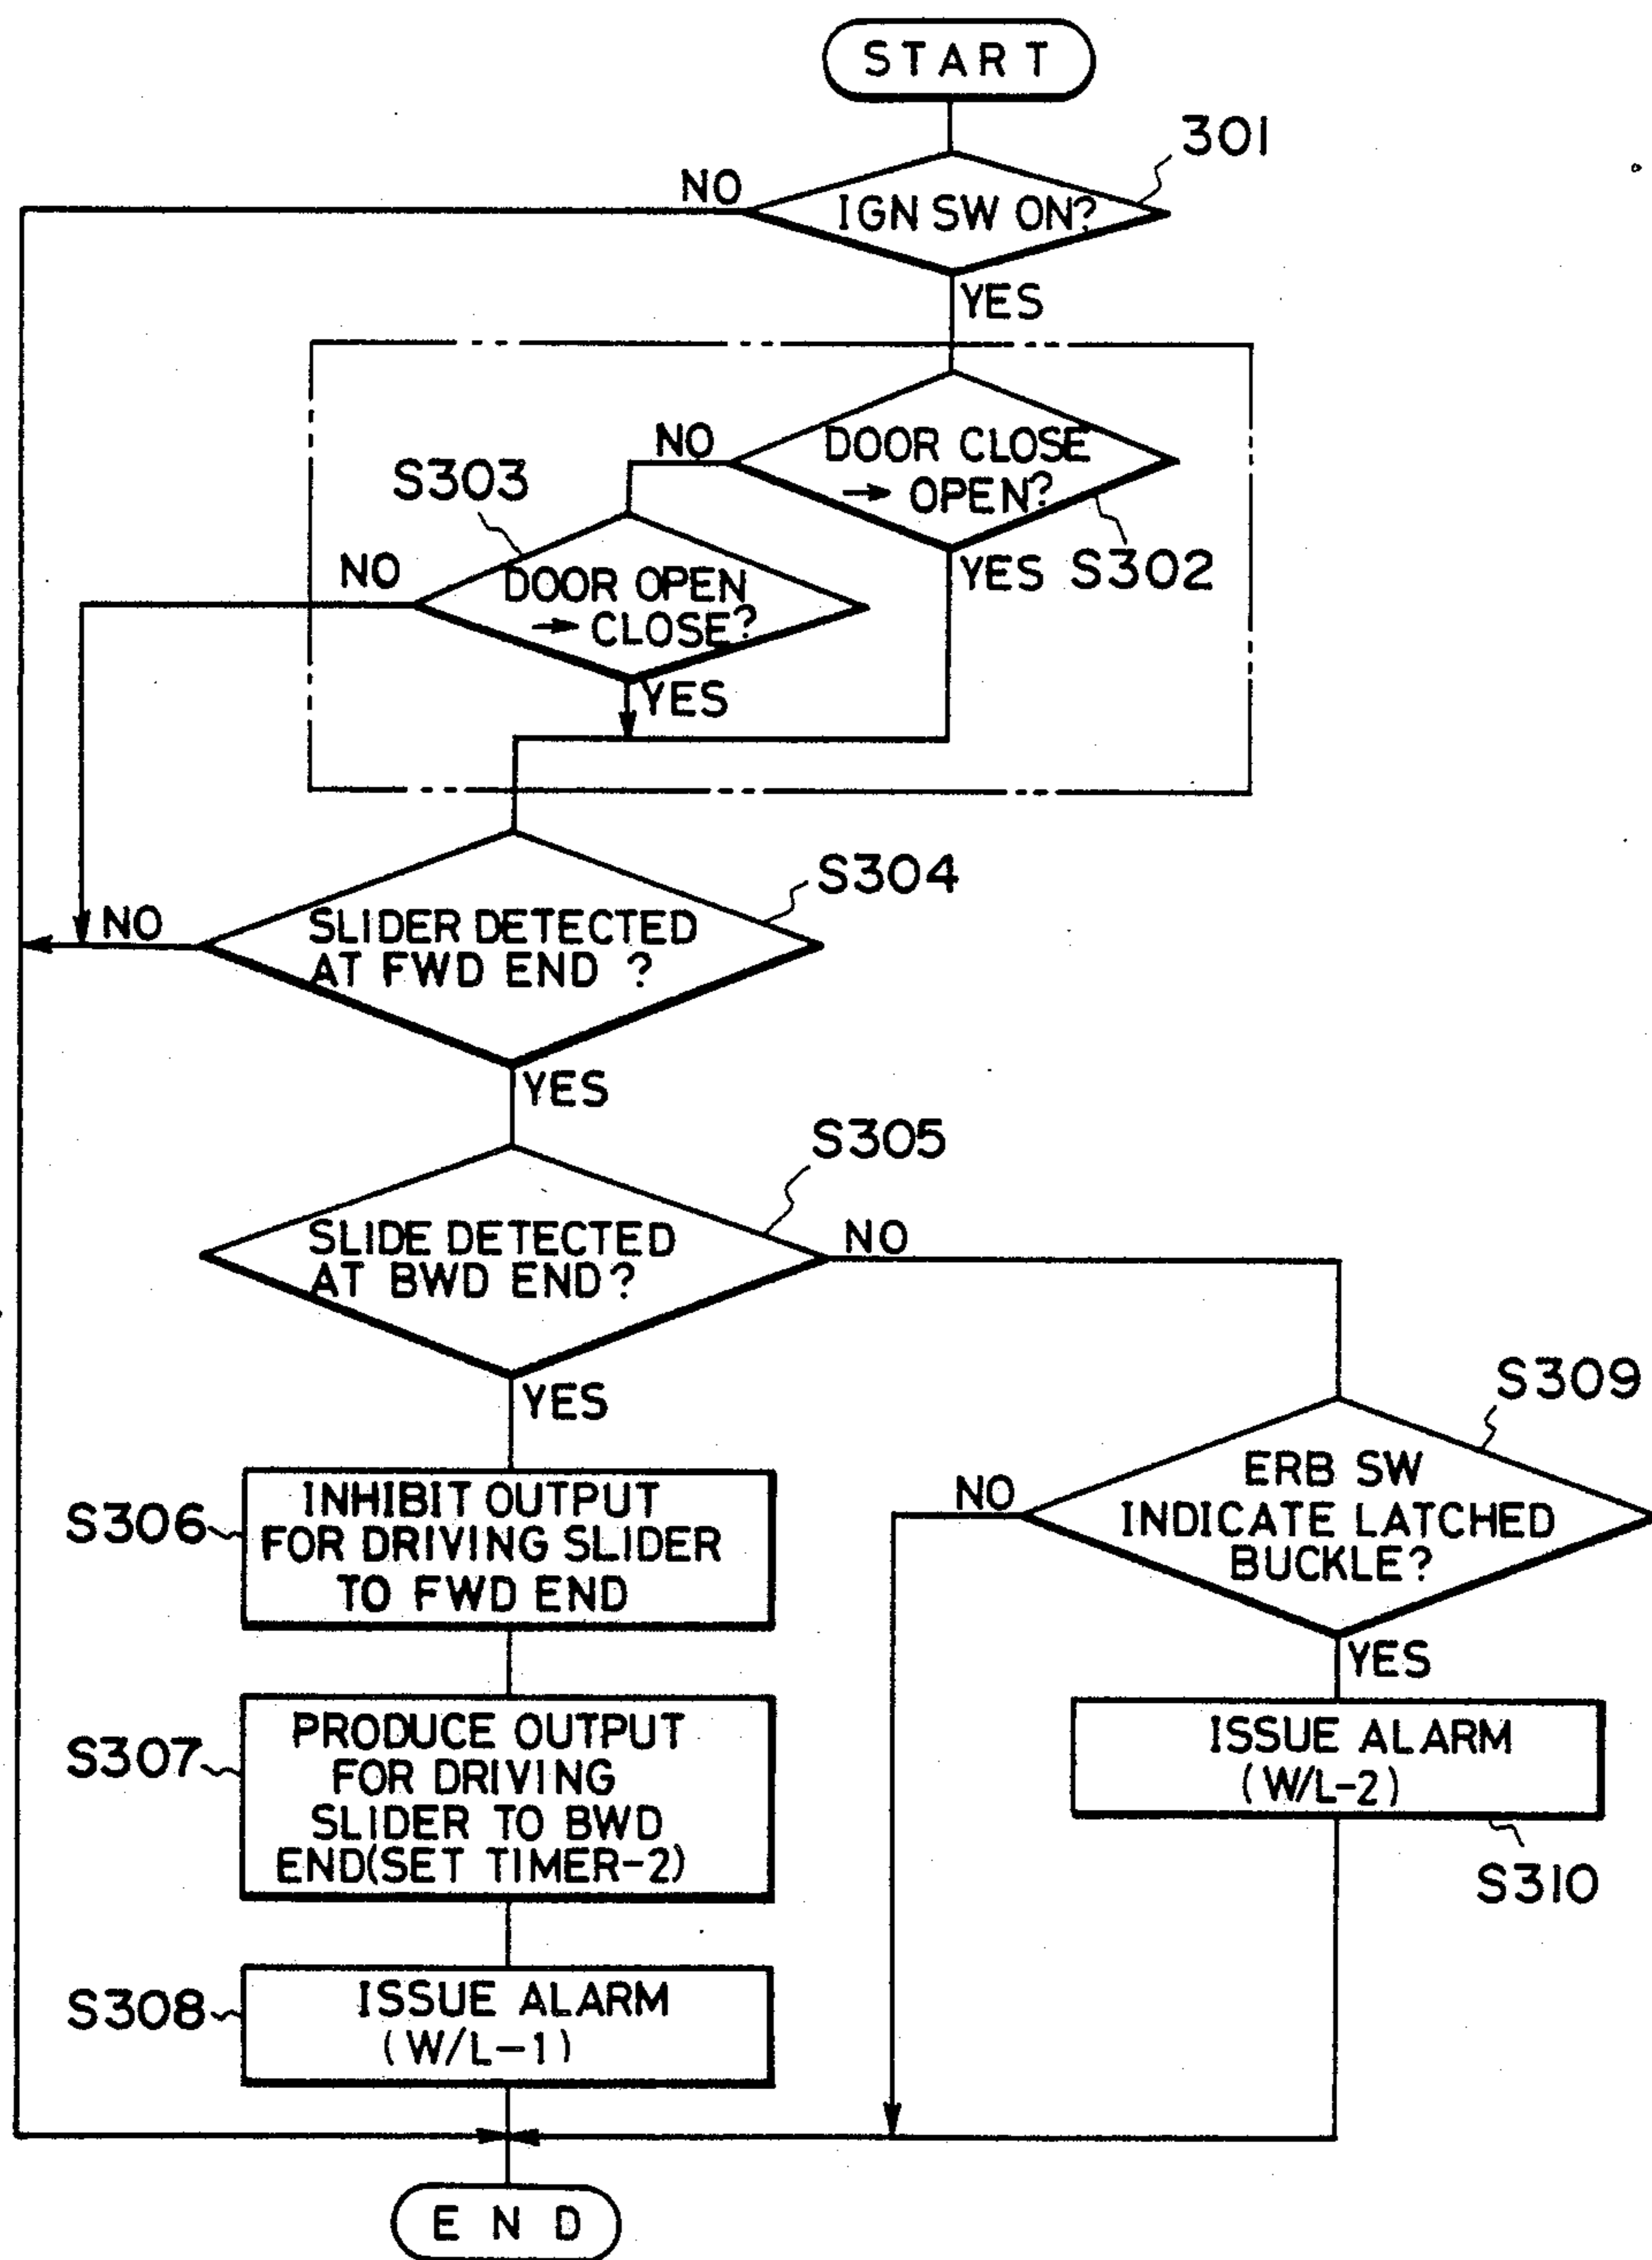 START
301
NO
IGN SW ON?
YES
NO
DOOR CLOSE
→ OPEN?
S303
YES
S302
NO
DOOR OPEN
→ CLOSE?
YES
S304
NO
SLIDER DETECTED
AT FWD END ?
YES
S305
SLIDE DETECTED
AT BWD END?
NO
YES
S309
ERB SW
INDICATE LATCHED
BUCKLE?
NO
YES
S306
INHIBIT OUTPUT
FOR DRIVING SLIDER
TO FWD END
S307
PRODUCE OUTPUT
FOR DRIVING
SLIDER TO BWD
END(SET TIMER-2)
ISSUE ALARM
(W/L-2)
S310
S308
ISSUE ALARM
(W/L-1)
END